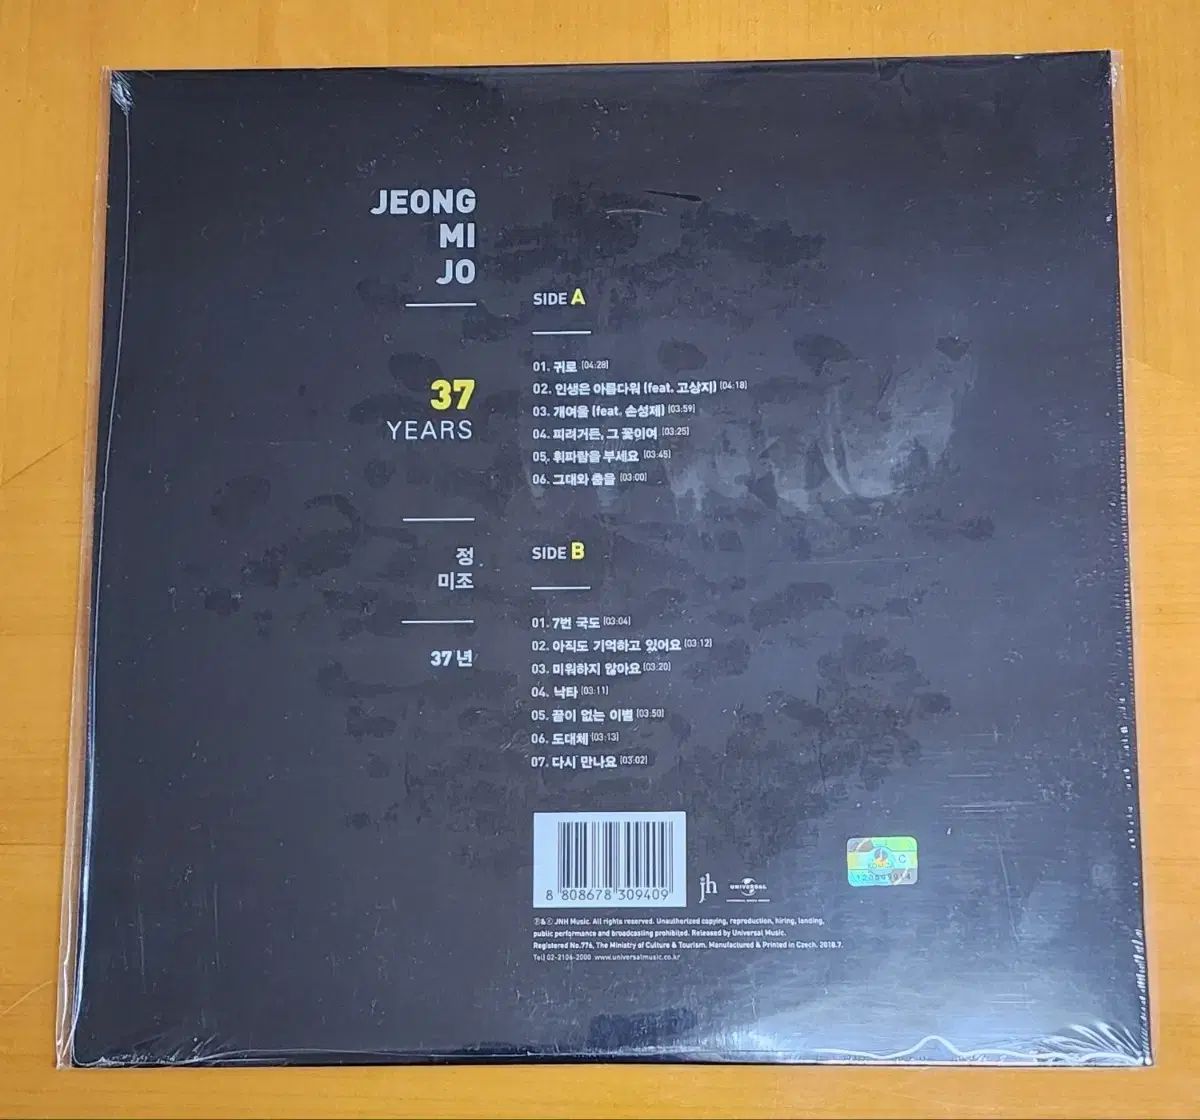 JEONG
MI
JO
37
YEARS
정
미조
37년
SIDE A
01. 귀로 [04:28]
02. 인생은 아름다워 (feat. 고상지) [04:18]
03. 개여울 (feat. 손성제) [03:59]
04. 피려거든, 그 꽃이여 [03:25]
05. 휘파람을 부세요 [03:45]
06. 그대와 춤을 [03:00]
SIDE B
01. 7번 국도 [03:04]
02. 아직도 기억하고 있어요 [03:12]
03. 미워하지 않아요 [03:20]
04. 낙타 [03:11]
05. 끝이 없는 이별 [03:50]
06. 도대체 [03:13]
07. 다시 만나요 [03:02]
8 808678 309409
jh
UNIVERSAL
C
Ⓟ&Ⓒ JNH Music. All rights reserved. Unauthorized copying, reproduction, hiring, lending,
public performance and broadcasting prohibited. Released by Universal Music.
Registered No.776, The Ministry of Culture & Tourism. Manufactured & Printed in Czech. 2018.7.
Tel) 02-2106-2000 www.universalmusic.co.kr